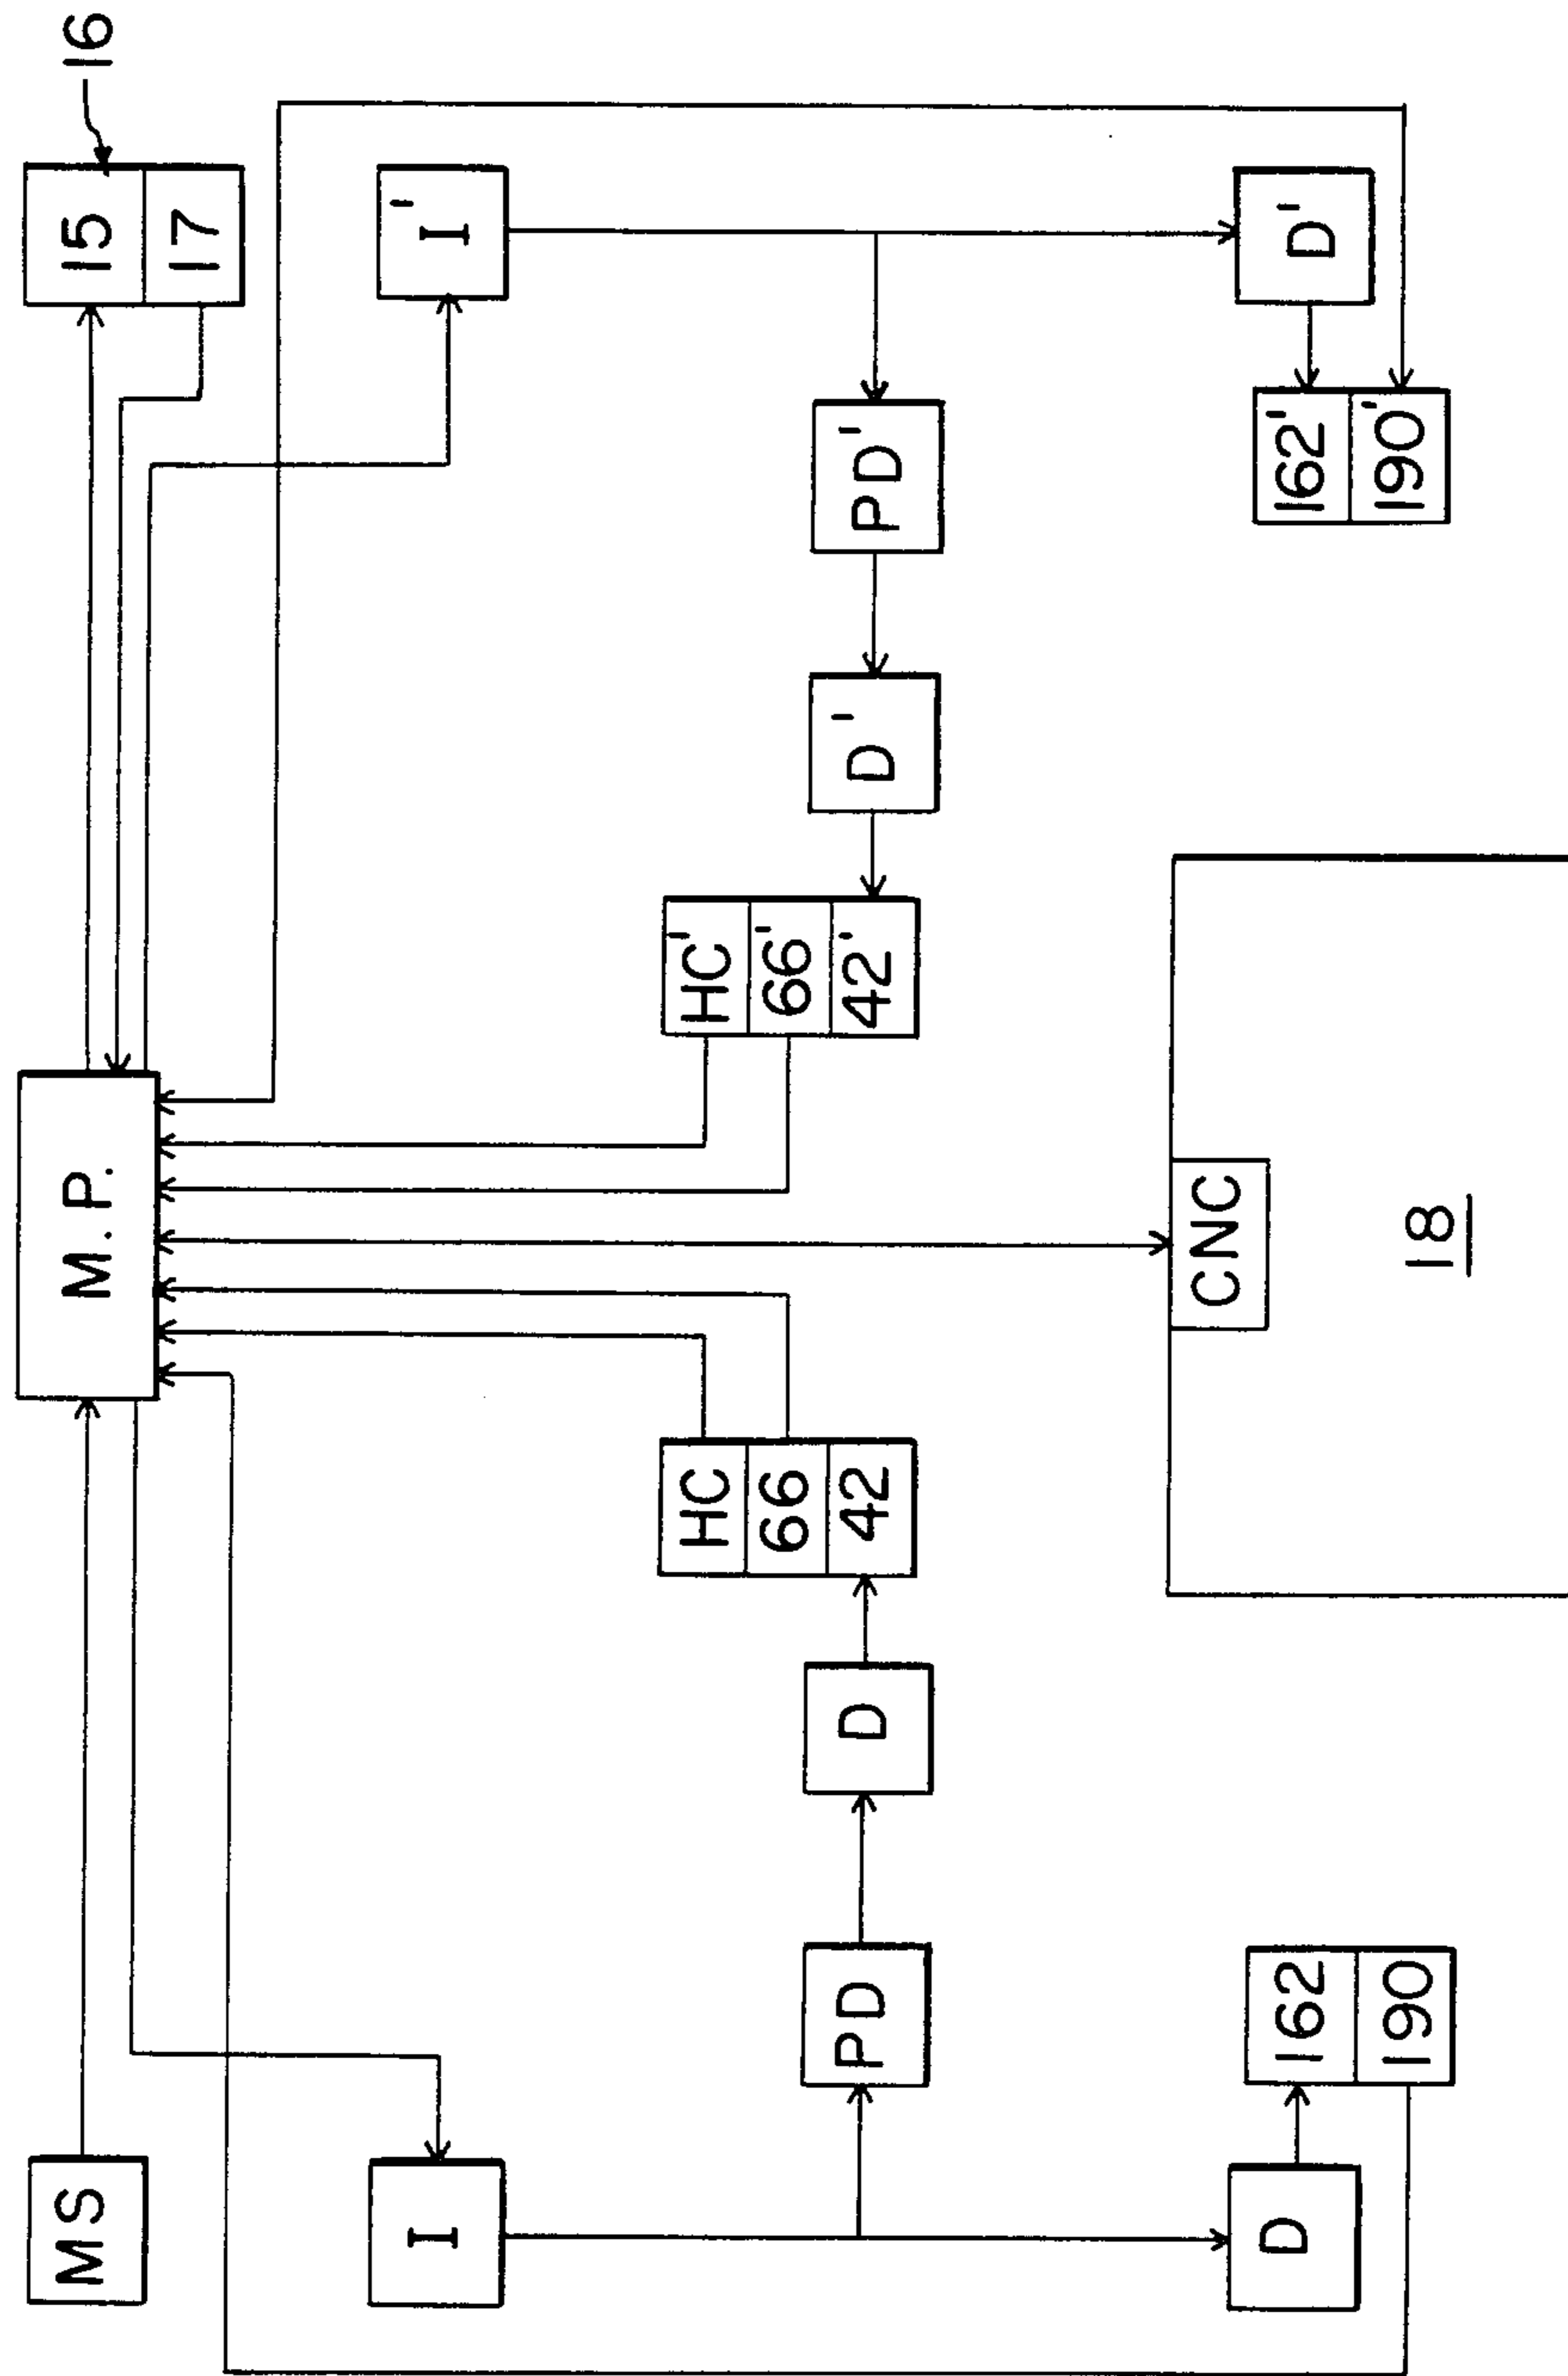 MS
M.P.
15
17
16
I
I'
HC
66
42
HC'
66'
42'
PD
D
D'
PD'
CNC
18
D
162
190
162'
190'
D'